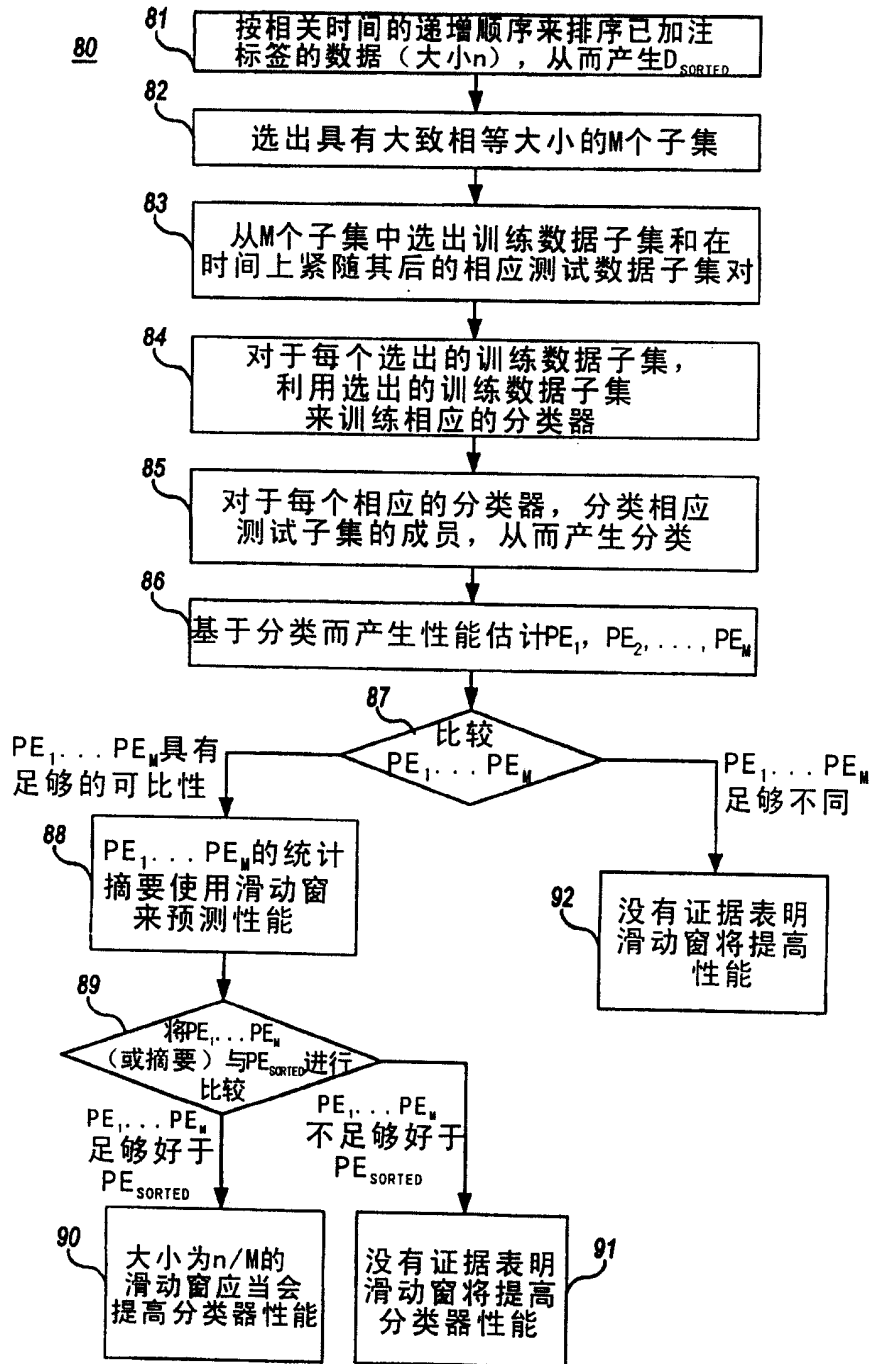 80
81
按相关时间的递增顺序来排序已加注
标签的数据（大小n），从而产生D_SORTED
82
选出具有大致相等大小的M个子集
83
从M个子集中选出训练数据子集和在
时间上紧随其后的相应测试数据子集对
84
对于每个选出的训练数据子集，
利用选出的训练数据子集
来训练相应的分类器
85
对于每个相应的分类器，分类相应
测试子集的成员，从而产生分类
86
基于分类而产生性能估计PE₁，PE₂，...，PE_M
87
比较
PE₁...PE_M
PE₁...PE_M具有
足够的可比性
PE₁...PE_M
足够不同
88
PE₁...PE_M的统计
摘要使用滑动窗
来预测性能
92
没有证据表明
滑动窗将提高
性能
89
将PE₁...PE_M
（或摘要）与PE_SORTED进行
比较
PE₁...PE_M
足够好于
PE_SORTED
PE₁...PE_M
不足够好于
PE_SORTED
90
大小为n/M的
滑动窗应当会
提高分类器性能
91
没有证据表明
滑动窗将提高
分类器性能